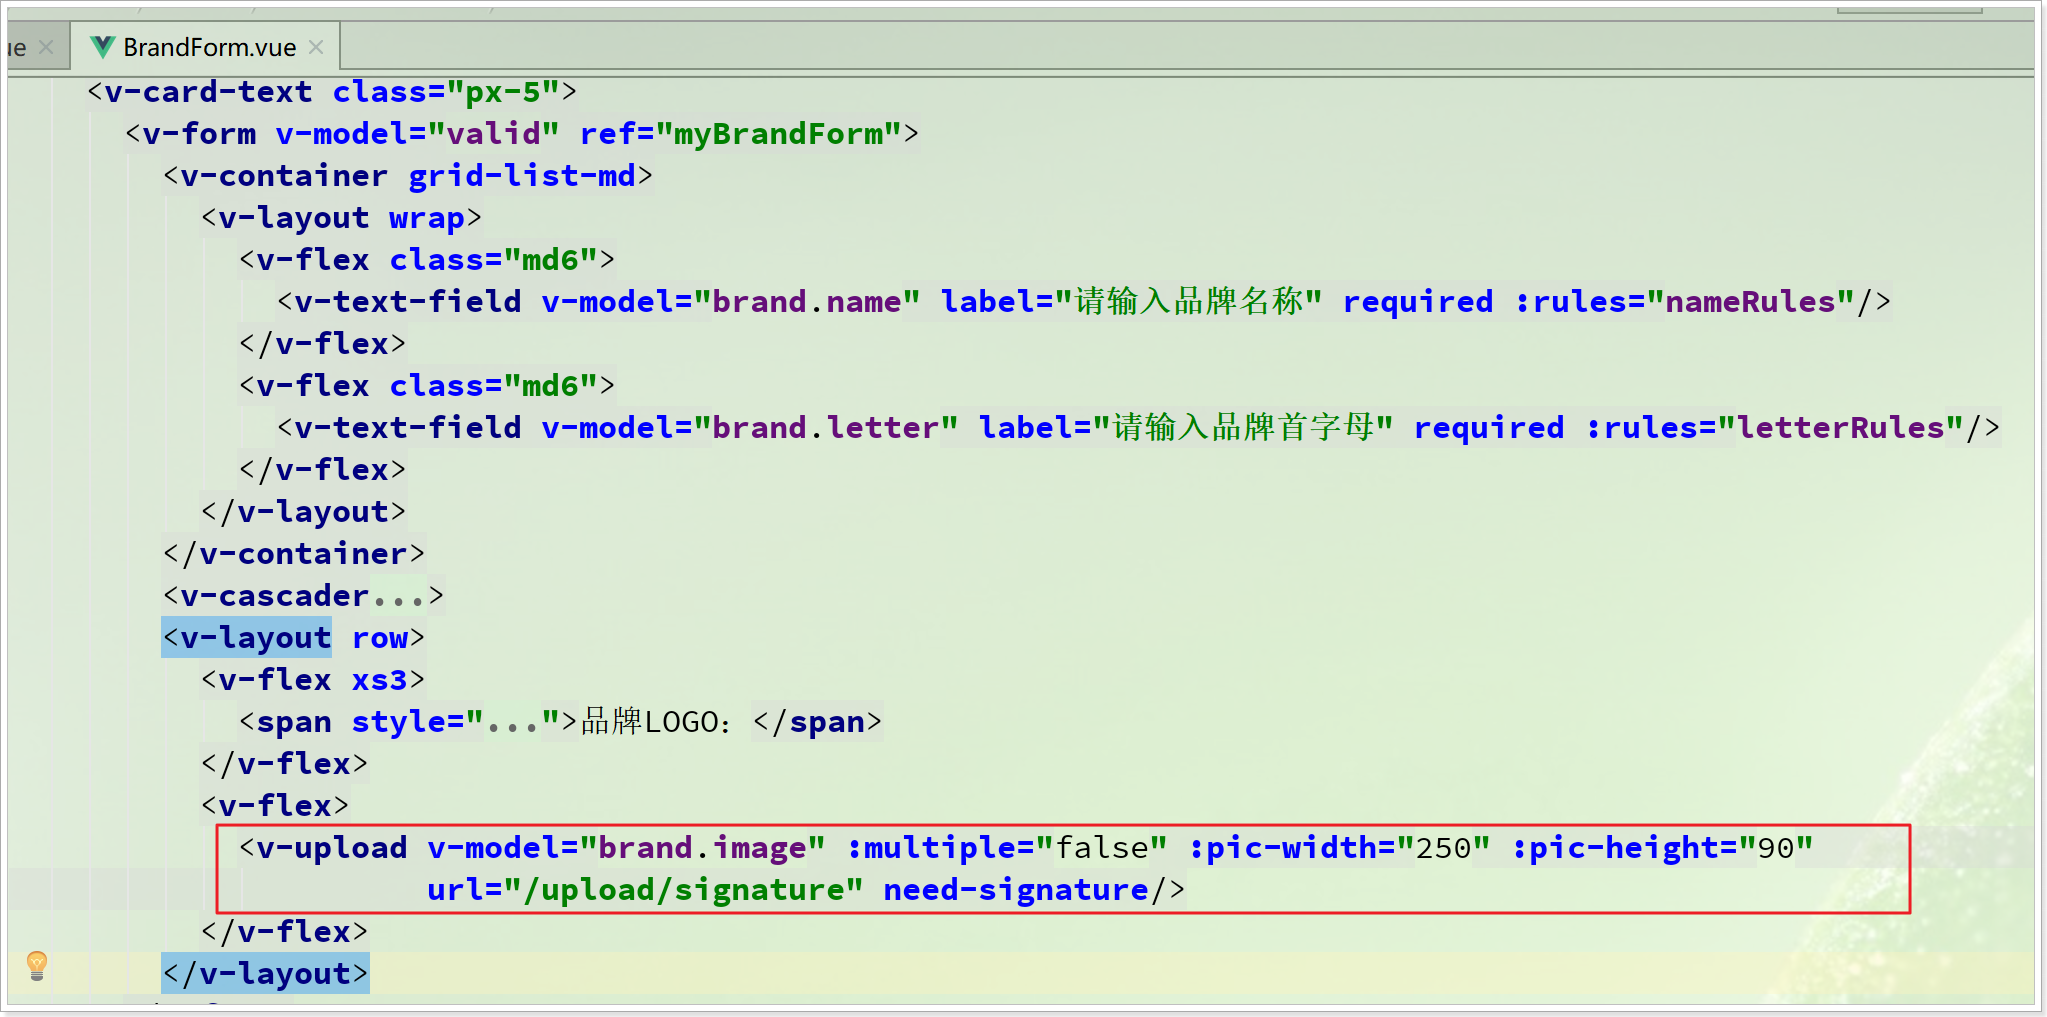 ue
BrandForm.vue
<v-card-text class="px-5">
<v-form v-model="valid" ref="myBrandForm">
<v-container grid-list-md>
<v-layout wrap>
<v-flex class="md6">
<v-text-field v-model="brand.name" label="请输入品牌名称" required :rules="nameRules"/>
</v-flex>
<v-flex class="md6">
<v-text-field v-model="brand.letter" label="请输入品牌首字母" required :rules="letterRules"/>
</v-flex>
</v-layout>
</v-container>
<v-cascader...>
<v-layout row>
<v-flex xs3>
<span style="...">品牌LOGO：</span>
</v-flex>
<v-flex>
<v-upload v-model="brand.image" :multiple="false" :pic-width="250" :pic-height="90"
url="/upload/signature" need-signature/>
</v-flex>
</v-layout>